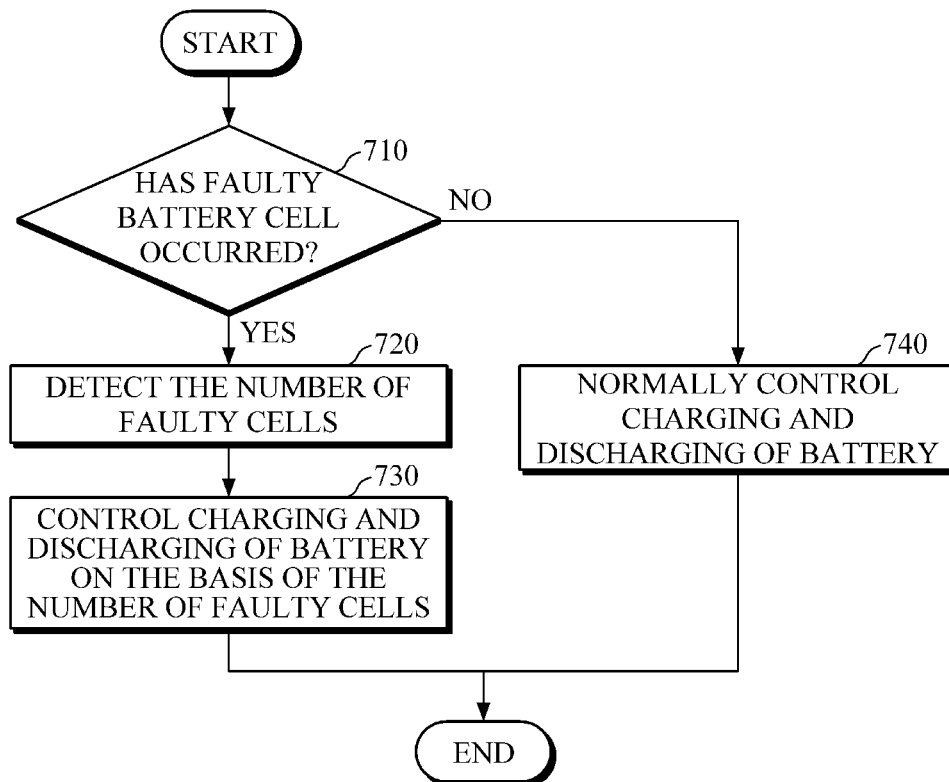 START
710
HAS FAULTY
BATTERY CELL
OCCURRED?
NO
YES
720
DETECT THE NUMBER OF
FAULTY CELLS
740
NORMALLY CONTROL
CHARGING AND
DISCHARGING OF BATTERY
730
CONTROL CHARGING AND
DISCHARGING OF BATTERY
ON THE BASIS OF THE
NUMBER OF FAULTY CELLS
END